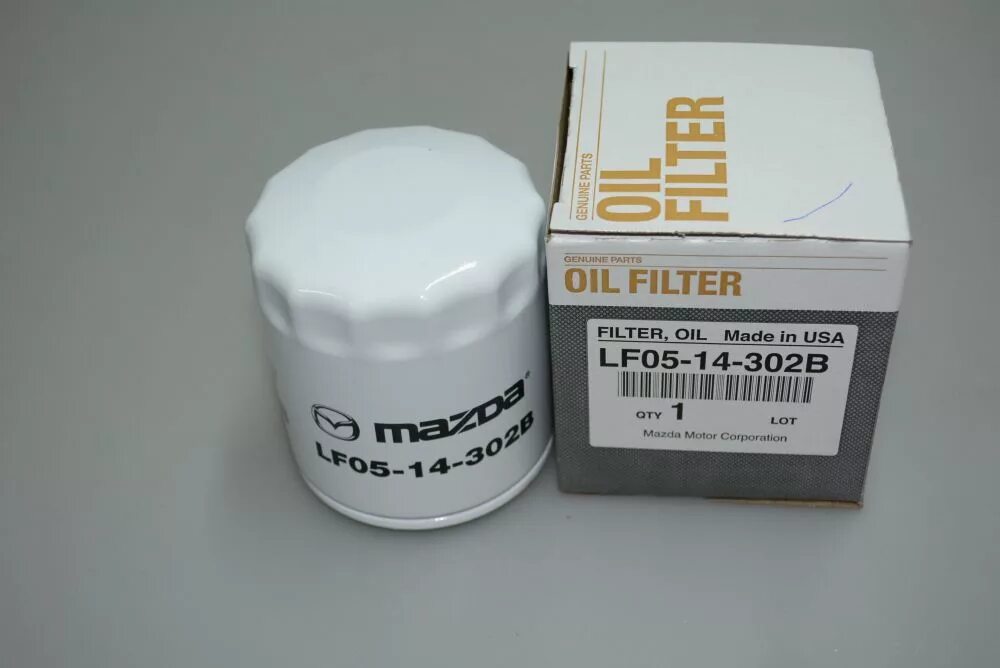 mazda®
LF05-14-302B
GENUINE PARTS
OIL
FILTER
GENUINE PARTS
OIL FILTER
FILTER, OIL Made in USA
LF05-14-302B
QTY 1 LOT
Mazda Motor Corporation